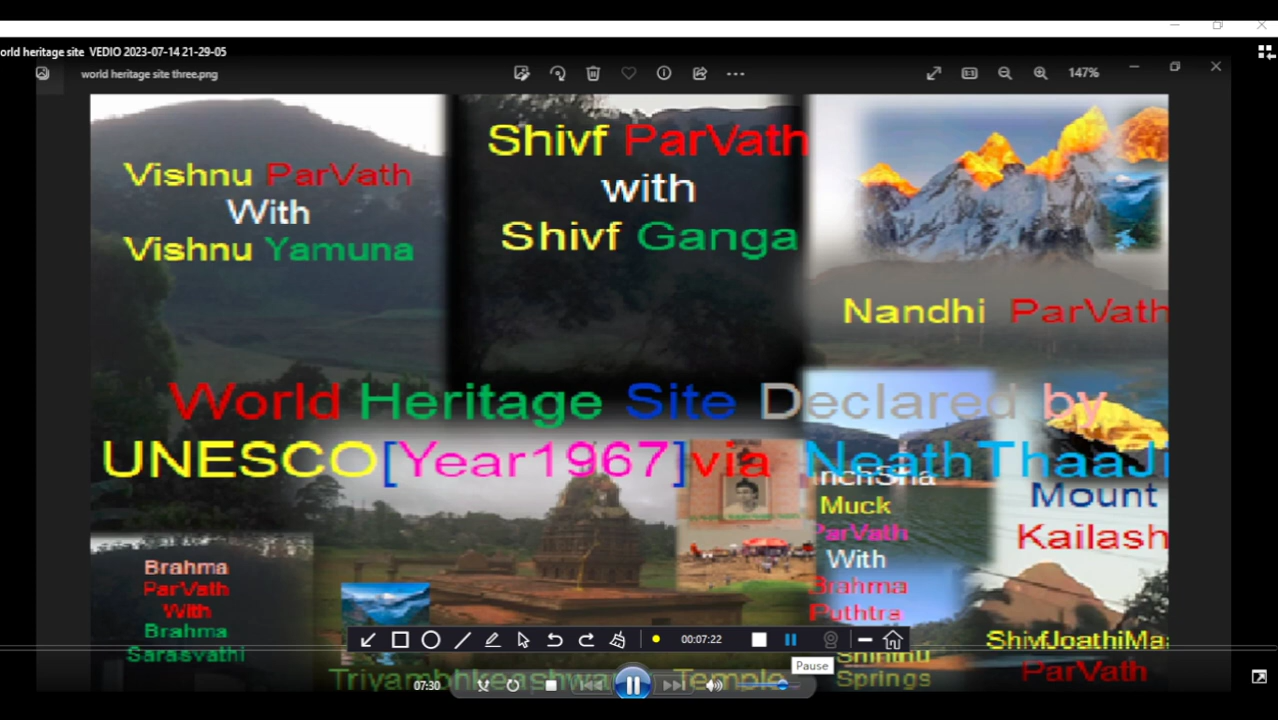 orld heritage site VEDIO 2023-07-14 21-29-05
world heritage site three.png
147%
Vishnu ParVath
With
Vishnu Yamuna
Shivf ParVath
with
Shivf Ganga
Nandhi ParVath
World Heritage Site Declared by
UNESCO[Year1967]via NeathThaaJi
nchSha
Muck
ParVath
With
Brahma
Puthtra
Springs
Mount
Kailash
Brahma
ParVath
With
Brahma
Sarasvathi
ShivfJoathiMaa
ParVath
00:07:22
Pause
Temple
07:30